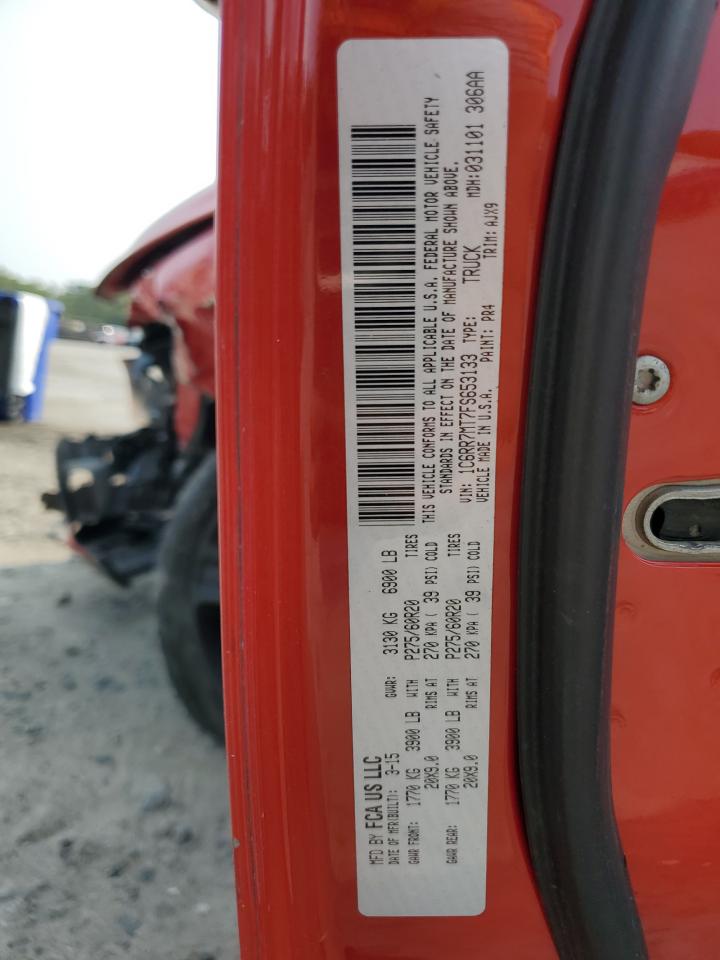 MFD BY FCA US LLC
DATE OF MFR(BUILT): 3-15 GVWR: 3130 KG 6900 LB
GAWR FRONT: 1770 KG 3900 LB WITH P275/60R20 TIRES
20X9.0 RIMS AT 270 KPA ( 39 PSI) COLD
GAWR REAR: 1770 KG 3900 LB WITH P275/60R20 TIRES
20X9.0 RIMS AT 270 KPA ( 39 PSI) COLD
THIS VEHICLE CONFORMS TO ALL APPLICABLE U.S.A. FEDERAL MOTOR VEHICLE SAFETY
STANDARDS IN EFFECT ON THE DATE OF MANUFACTURE SHOWN ABOVE.
VIN: 1C6RR7MT7FS653133 TYPE: TRUCK MDH:031101 306AA
VEHICLE MADE IN U.S.A. PAINT: PR4 TRIM: AJX9